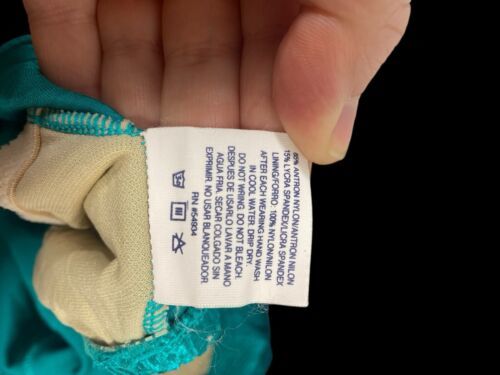 85% ANTRON NYLON/ANTRON NILON
15% LYCRA SPANDEX/LICRA SPANDEX
LINING/FORRO: 100% NYLON/NILON
AFTER EACH WEARING HAND WASH
IN COOL WATER. DRIP DRY.
DO NOT WRING. DO NOT BLEACH.
DESPUES DE USARLO LAVAR A MANO
AGUA FRIA. SECAR COLGADO SIN
EXPRIMIR. NO USAR BLANQUEADOR
RN #54934